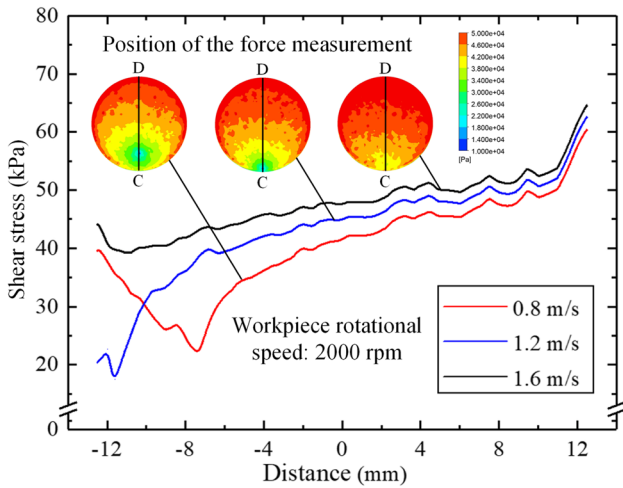 Position of the force measurement
D
D
D
C
C
C
5.000e+04
4.600e+04
4.200e+04
3.800e+04
3.400e+04
3.000e+04
2.600e+04
2.200e+04
1.800e+04
1.400e+04
1.000e+04
[Pa]
Shear stress (kPa)
80
70
60
50
40
30
20
0
Workpiece rotational
speed: 2000 rpm
0.8 m/s
1.2 m/s
1.6 m/s
-12
-8
-4
0
4
8
12
Distance (mm)